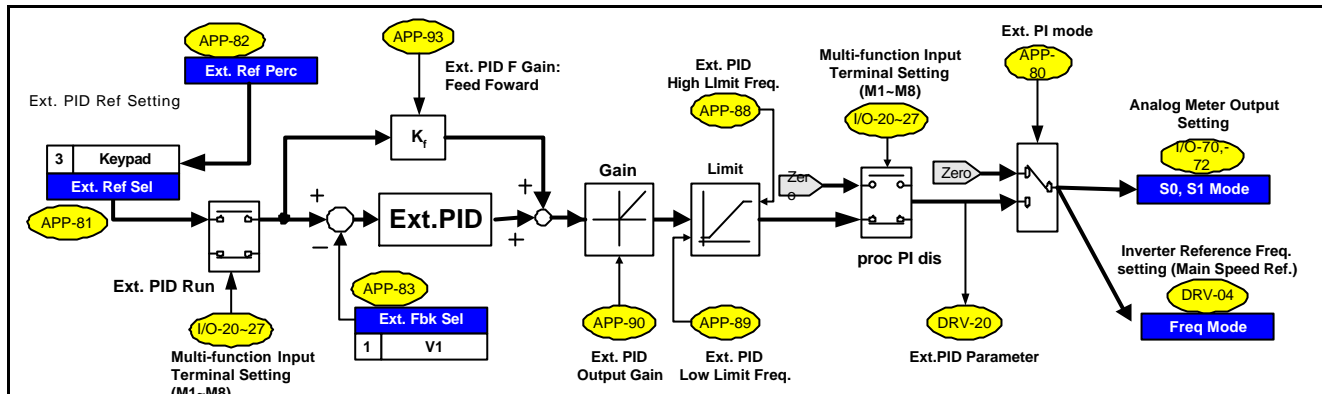 APP-82
Ext. Ref Perc
Ext. PID Ref Setting
3 Keypad
Ext. Ref Sel
APP-81
Ext. PID Run
I/O-20~27
Multi-function Input
Terminal Setting
(M1~M8)
APP-93
Ext. PID F Gain:
Feed Foward
Kf
+
−
Ext.PID
+
+
APP-83
Ext. Fbk Sel
1 V1
Gain
APP-90
Ext. PID
Output Gain
Ext. PID
High LImit Freq.
APP-88
Limit
APP-89
Ext. PID
Low Limit Freq.
Multi-function Input
Terminal Setting
(M1~M8)
I/O-20~27
Zer
o
proc PI dis
Zero
DRV-20
Ext.PID Parameter
Ext. PI mode
APP-
80
Analog Meter Output
Setting
I/O-70,-
72
S0, S1 Mode
Inverter Reference Freq.
setting (Main Speed Ref.)
DRV-04
Freq Mode